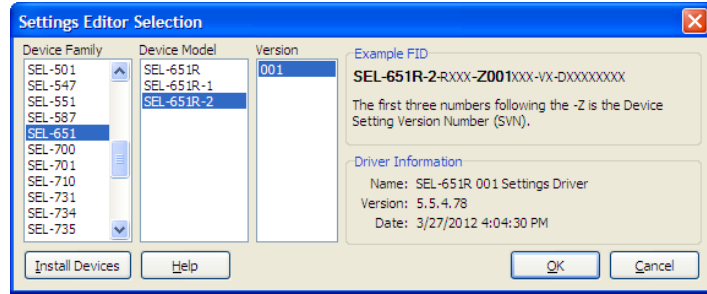 Settings Editor Selection
Device Family
Device Model
Version
SEL-501
SEL-547
SEL-551
SEL-587
SEL-651
SEL-700
SEL-701
SEL-710
SEL-731
SEL-734
SEL-735
SEL-651R
SEL-651R-1
SEL-651R-2
001
Example FID
SEL-651R-2-RXXX-Z001XXX-VX-DXXXXXXXX
The first three numbers following the -Z is the Device
Setting Version Number (SVN).
Driver Information
Name: SEL-651R 001 Settings Driver
Version: 5.5.4.78
Date: 3/27/2012 4:04:30 PM
Install Devices
Help
OK
Cancel